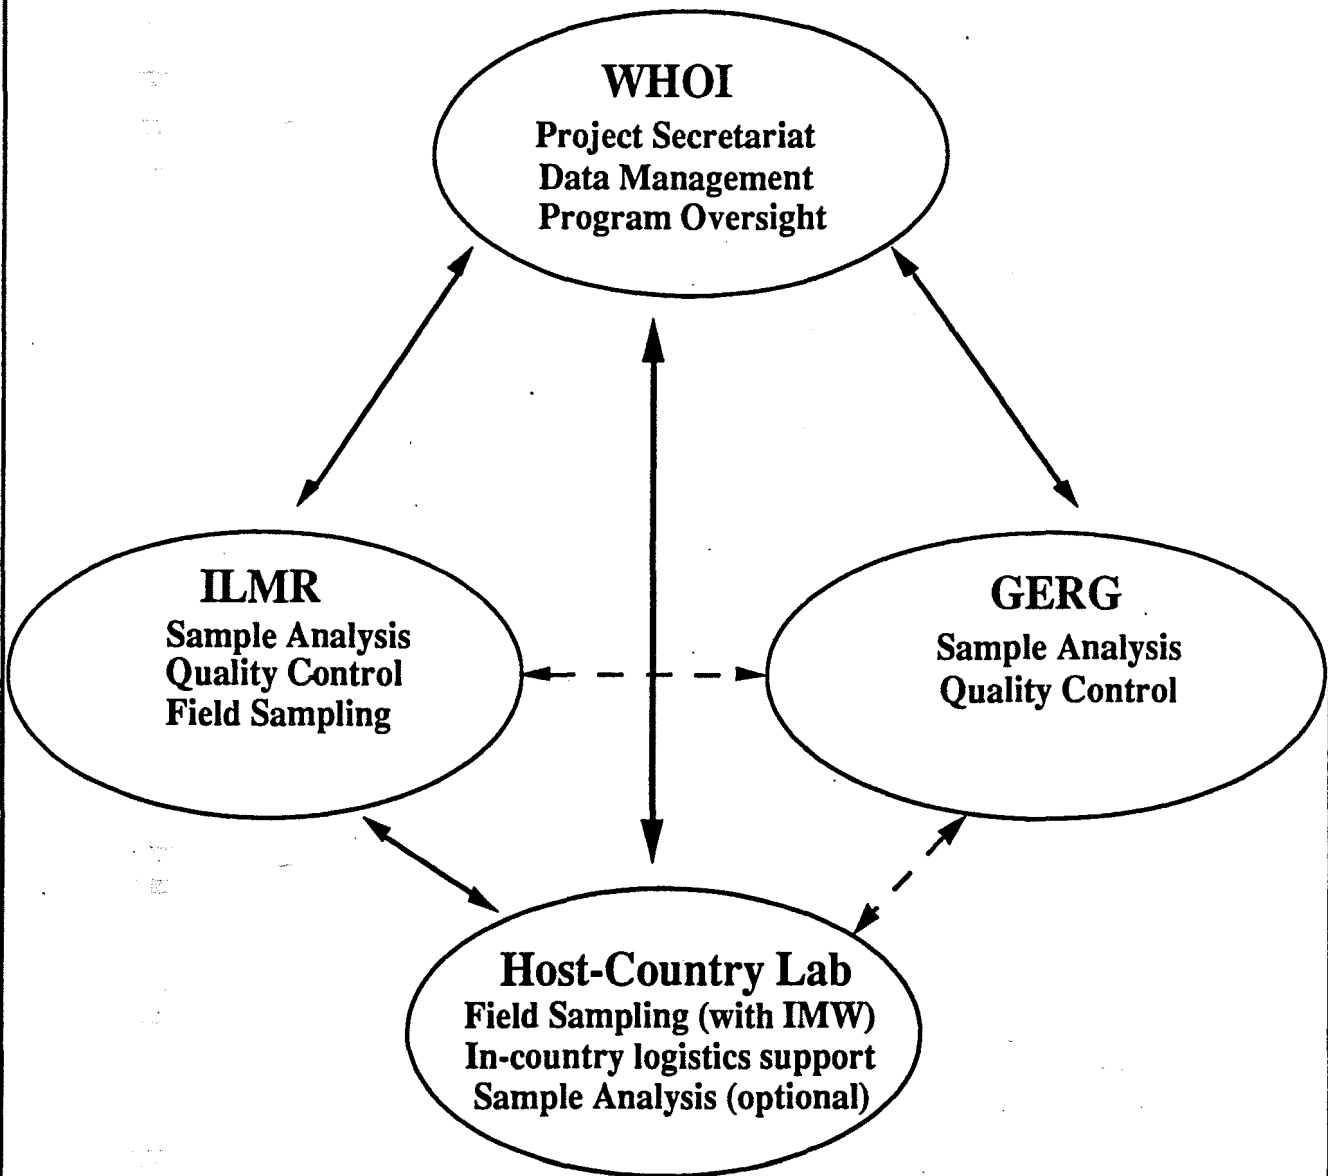 WHOI
Project Secretariat
Data Management
Program Oversight
ILMR
Sample Analysis
Quality Control
Field Sampling
GERG
Sample Analysis
Quality Control
Host-Country Lab
Field Sampling (with IMW)
In-country logistics support
Sample Analysis (optional)